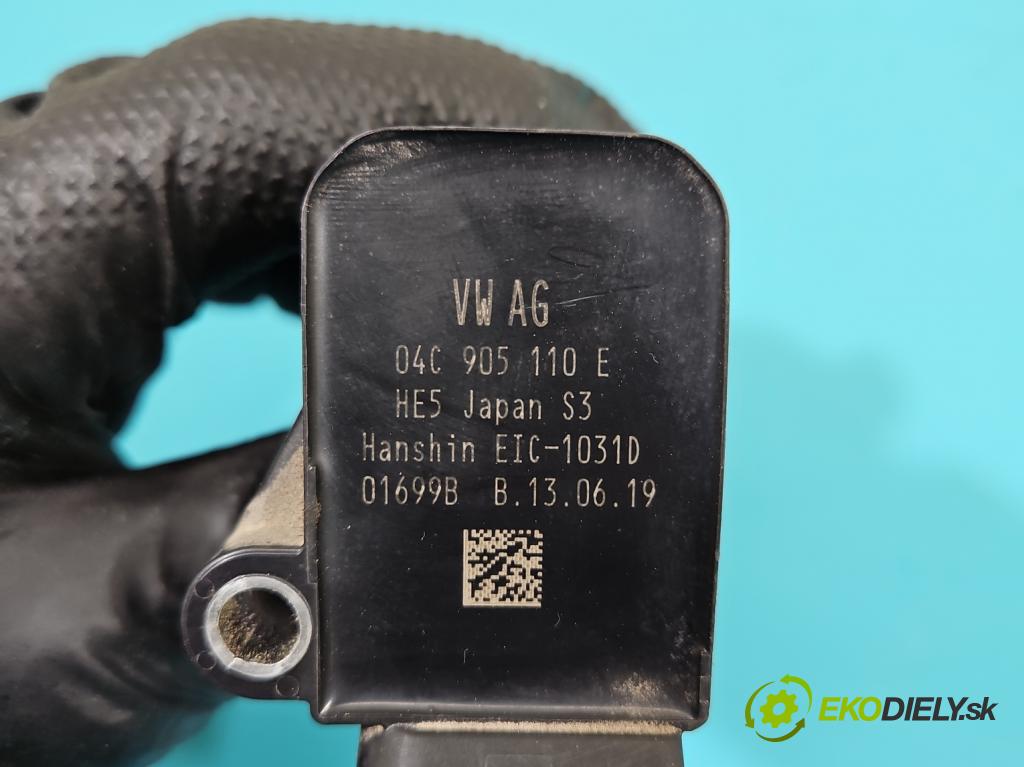 VW AG
04C 905 110 E
HE5 Japan S3
Hanshin EIC-1031D
01699B B.13.06.19
EKODIELY.sk